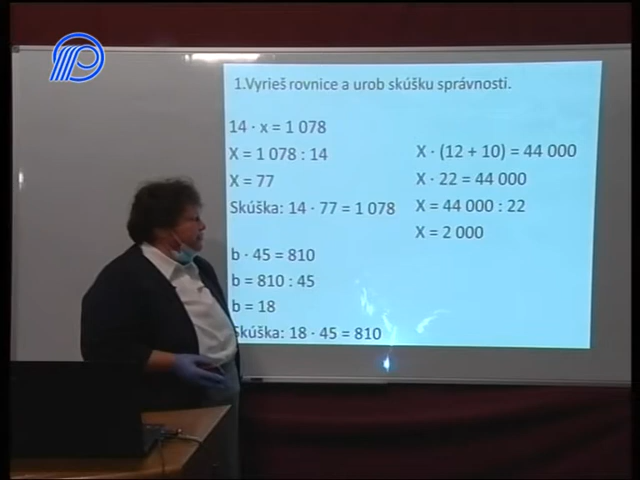 1.Vyrieš rovnice a urob skúšku správnosti.
14 · x = 1 078
X = 1 078 : 14
X = 77
Skúška: 14 · 77 = 1 078
b · 45 = 810
b = 810 : 45
b = 18
Skúška: 18 · 45 = 810
X · (12 + 10) = 44 000
X · 22 = 44 000
X = 44 000 : 22
X = 2 000